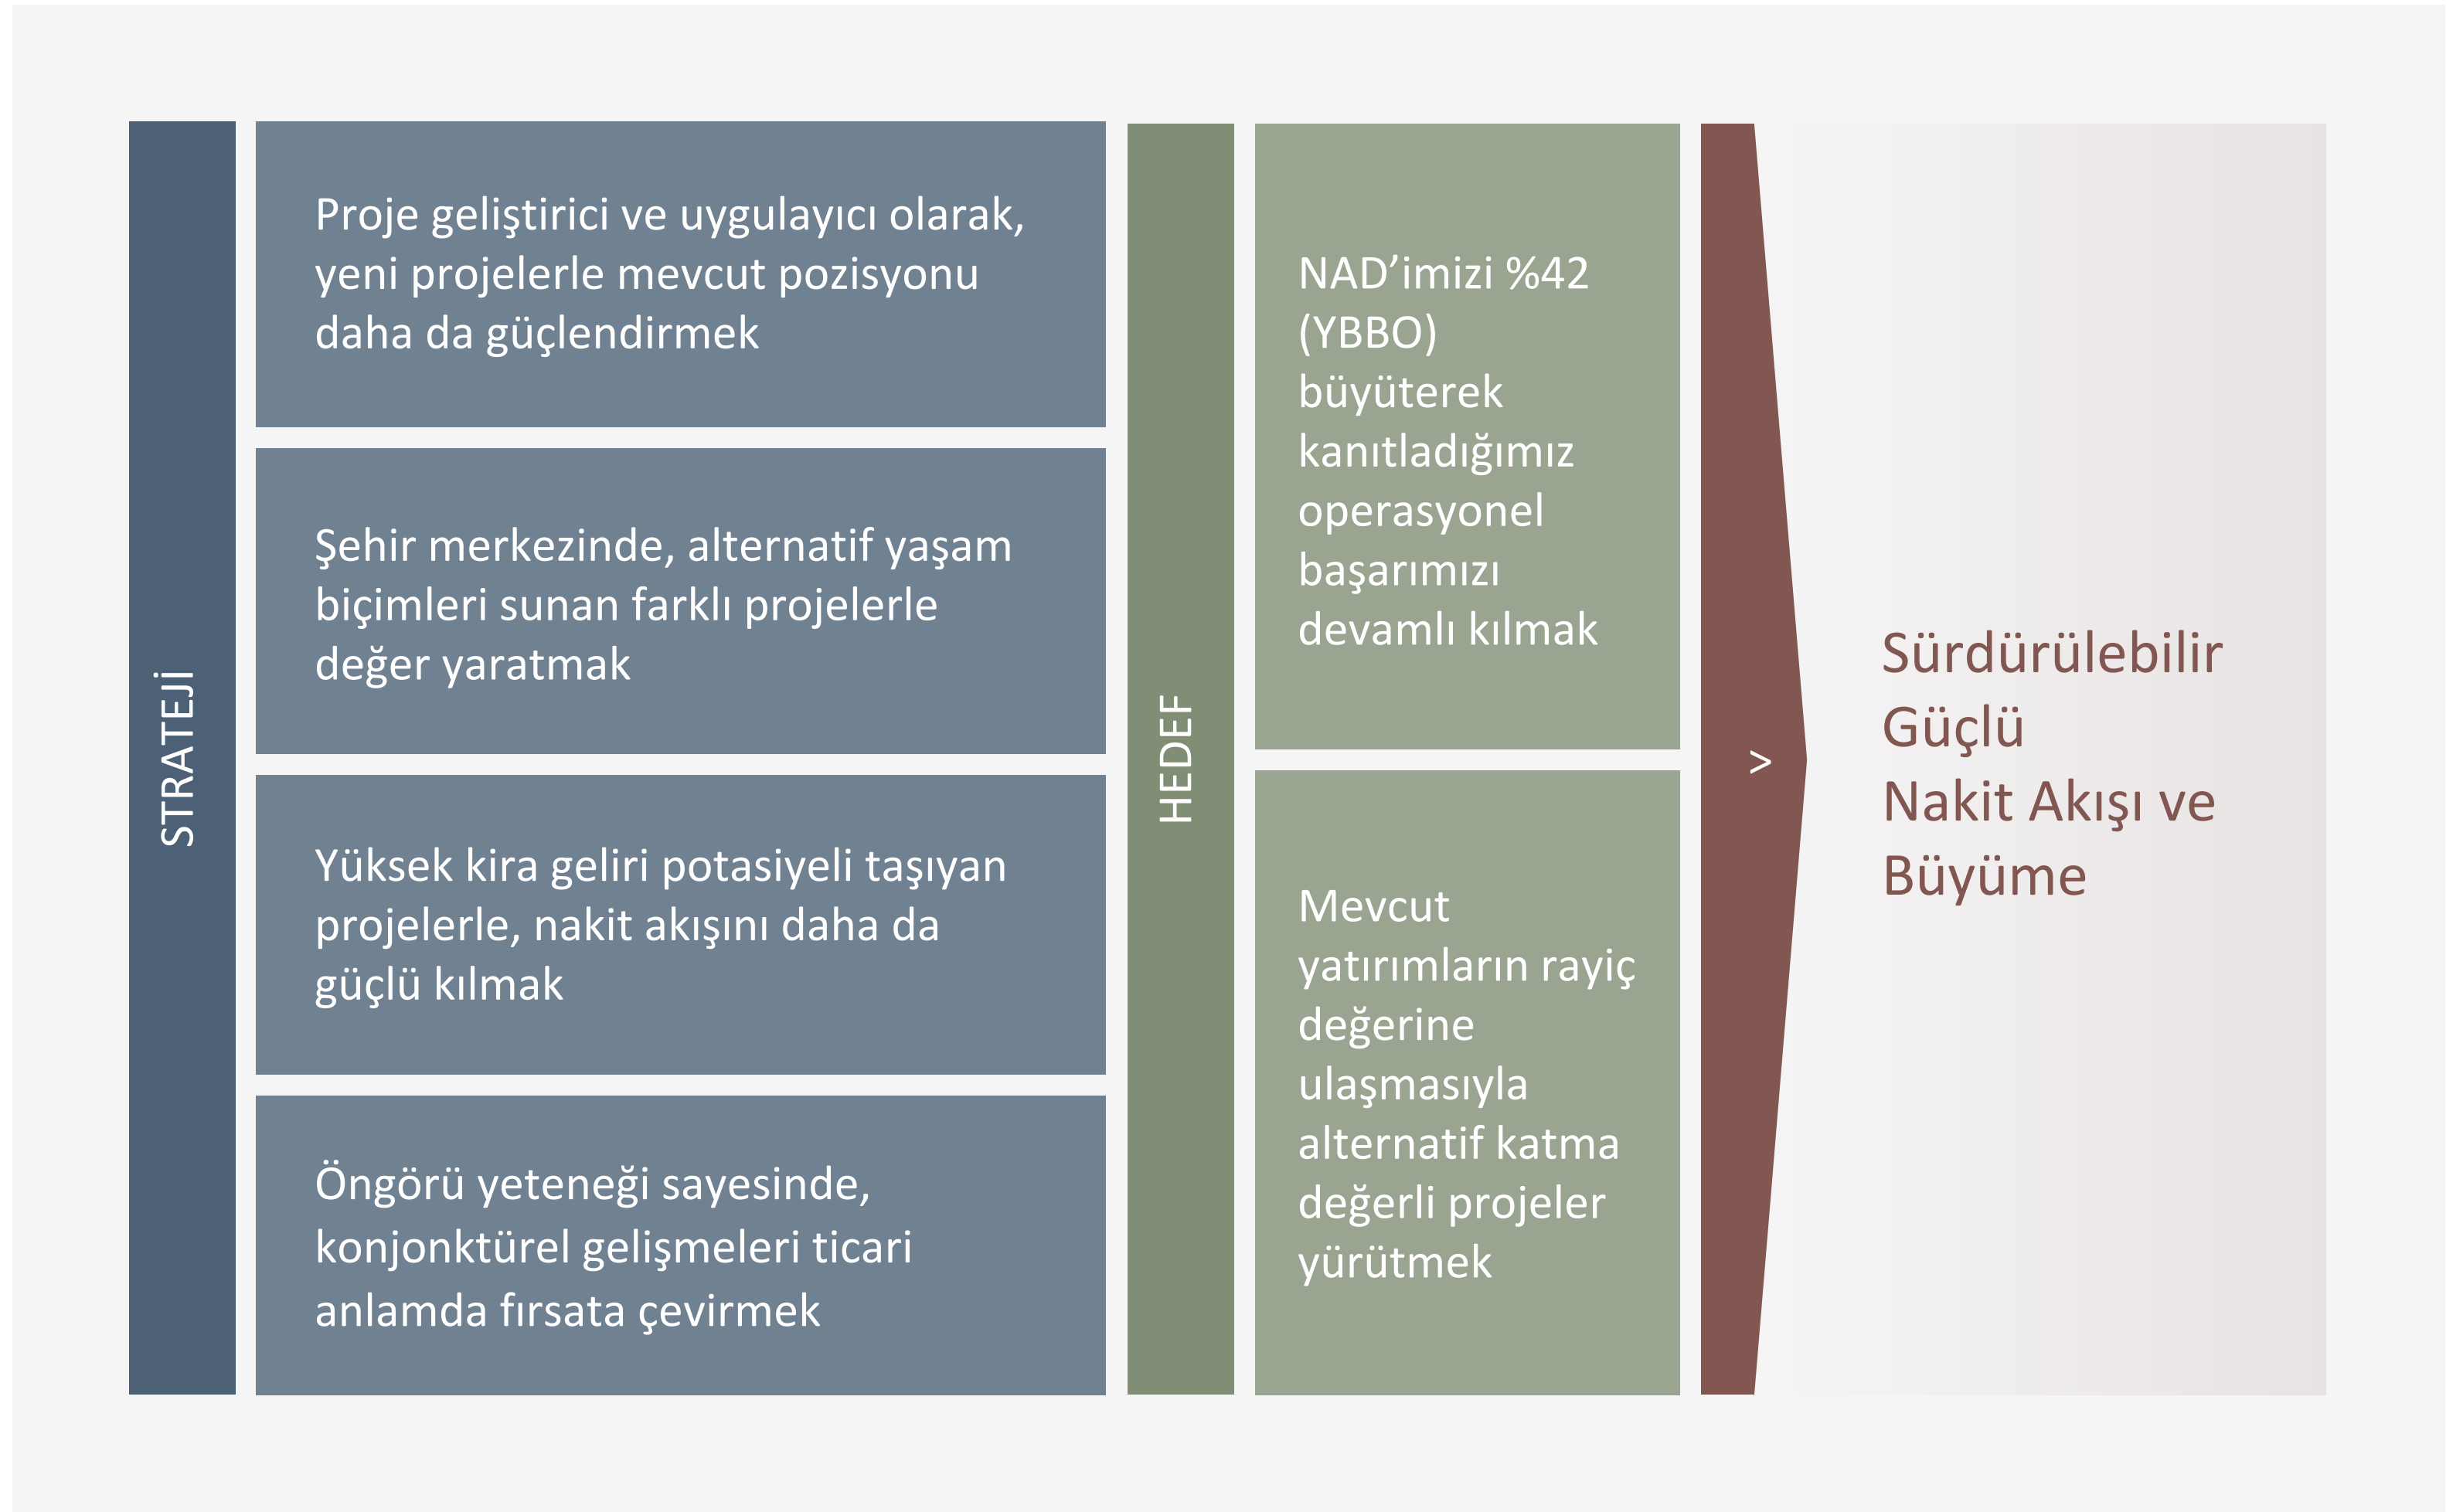 STRATEJİ
Proje geliştirici ve uygulayıcı olarak,
yeni projelerle mevcut pozisyonu
daha da güçlendirmek
Şehir merkezinde, alternatif yaşam
biçimleri sunan farklı projelerle
değer yaratmak
Yüksek kira geliri potasiyeli taşıyan
projelerle, nakit akışını daha da
güçlü kılmak
Öngörü yeteneği sayesinde,
konjonktürel gelişmeleri ticari
anlamda fırsata çevirmek
HEDEF
NAD’imizi %42
(YBBO)
büyüterek
kanıtladığımız
operasyonel
başarımızı
devamlı kılmak
Mevcut
yatırımların rayiç
değerine
ulaşmasıyla
alternatif katma
değerli projeler
yürütmek
>
Sürdürülebilir
Güçlü
Nakit Akışı ve
Büyüme